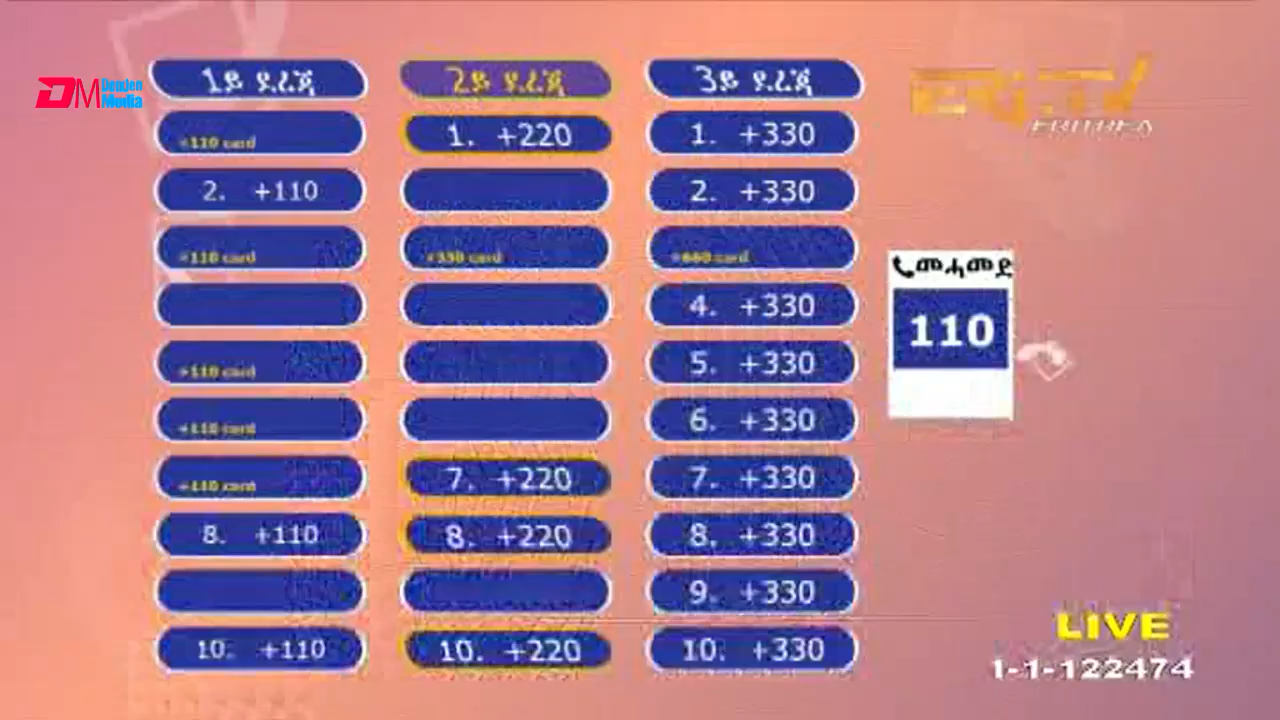 DM Demjen Media
1ይ ደረጃ 2ይ ደረጃ 3ይ ደረጃ
ERITREA
+110 card 1. +220 1. +330
2. +110 2. +330
+110 card +330 card +660 card
መሓመድ
4. +330
110
+110 card 5. +330
+110 card 6. +330
+110 card 7. +220 7. +330
8. +110 8. +220 8. +330
9. +330
LIVE
10. +110 10. +220 10. +330
1-1-122474